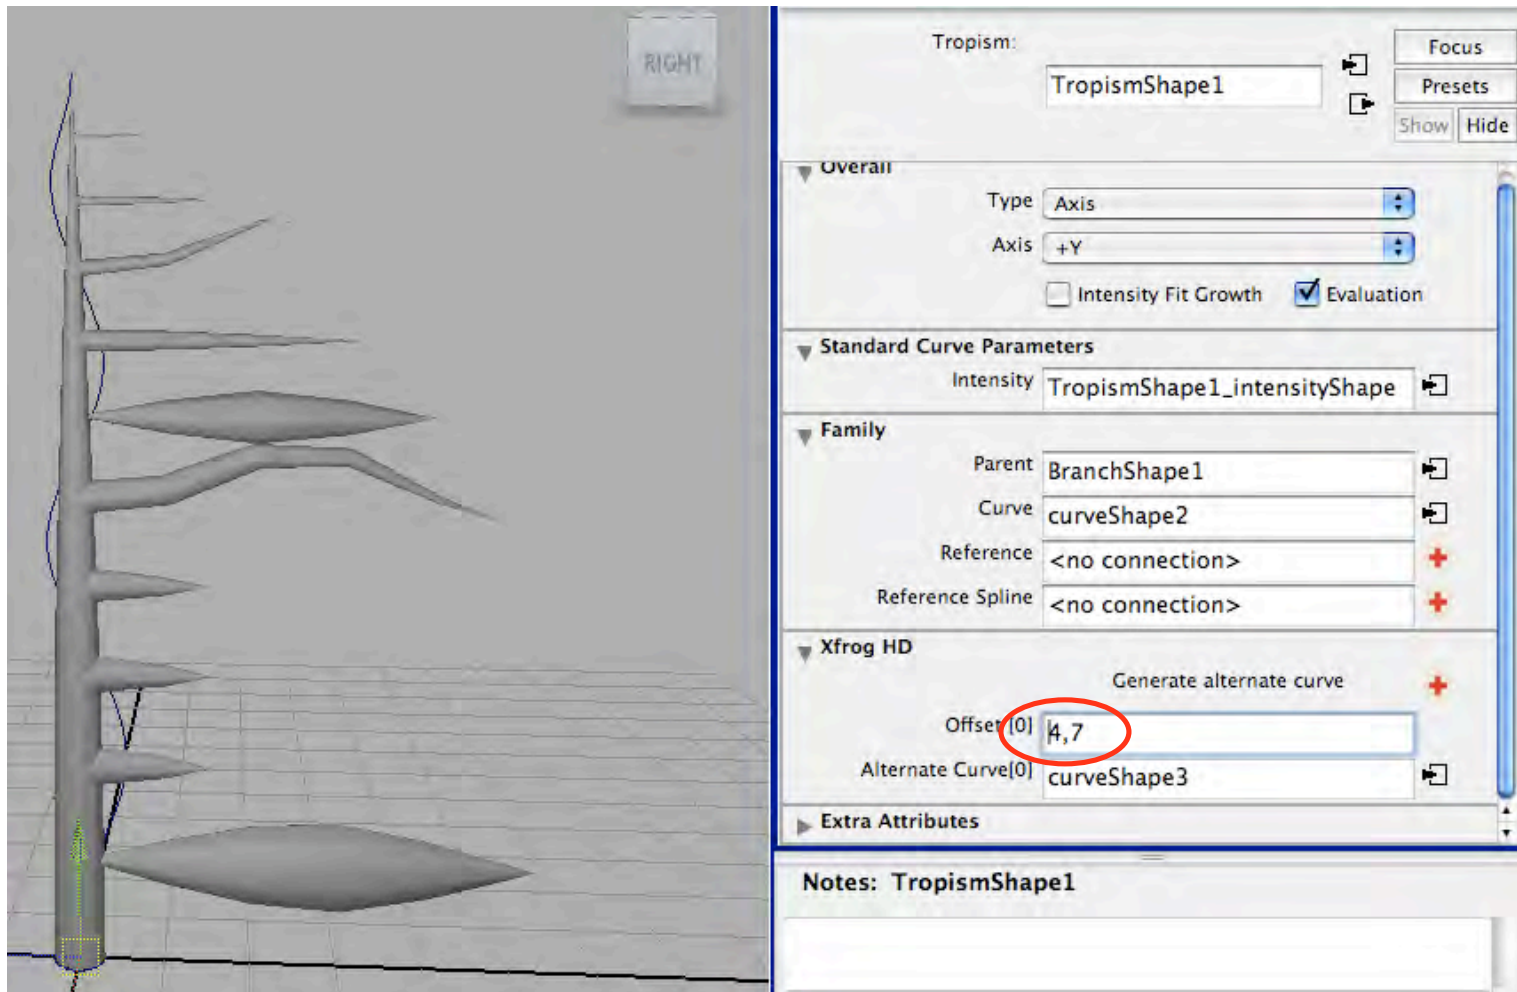 RIGHT
Tropism:
TropismShape1
Focus
Presets
Show Hide
Overall
Type Axis
Axis +Y
Intensity Fit Growth Evaluation
Standard Curve Parameters
Intensity TropismShape1_intensityShape
Family
Parent BranchShape1
Curve curveShape2
Reference <no connection>
Reference Spline <no connection>
Xfrog HD
Generate alternate curve
Offset [0] 4,7
Alternate Curve[0] curveShape3
Extra Attributes
Notes: TropismShape1